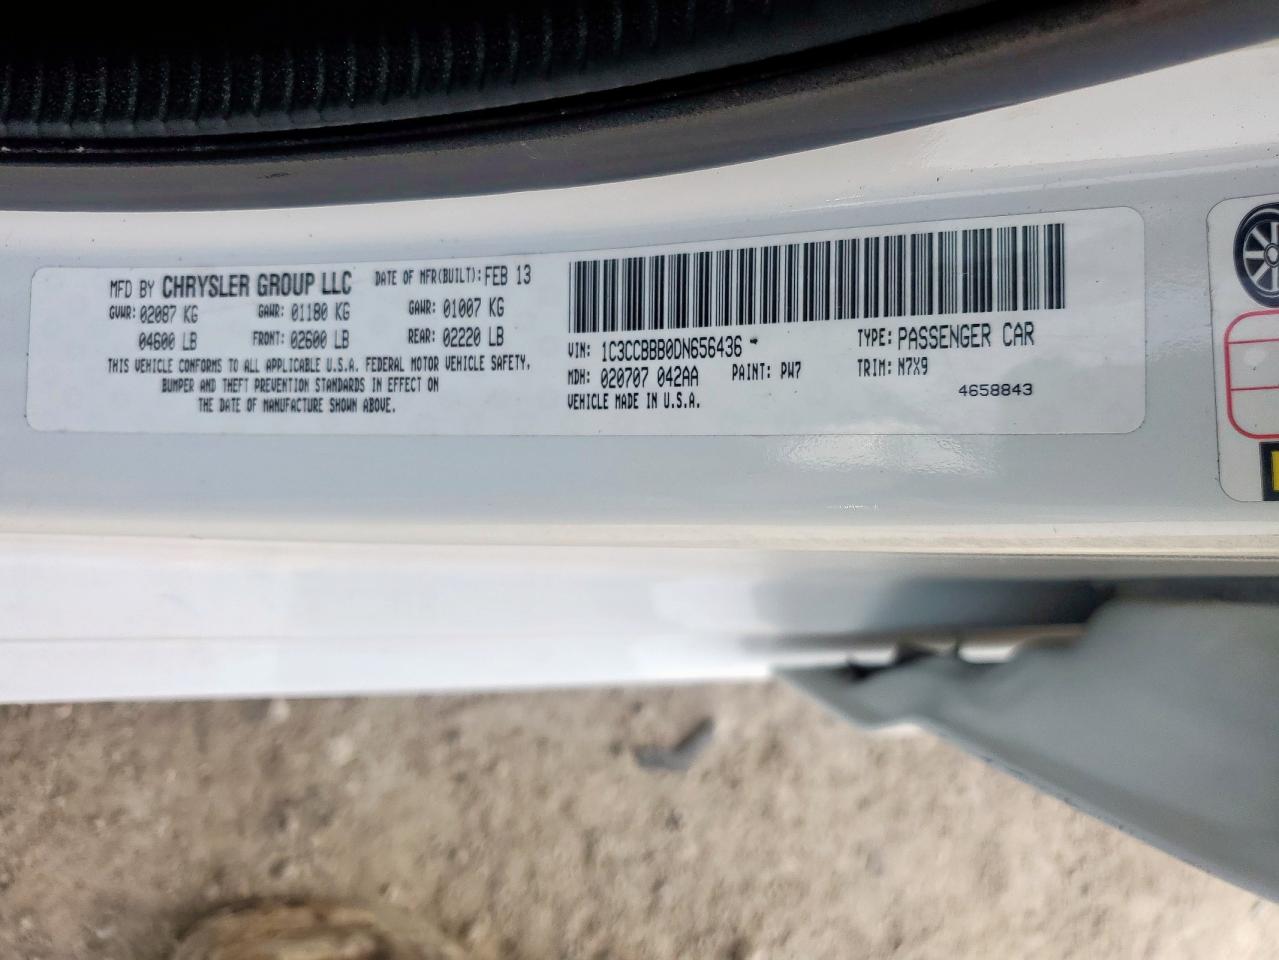 MFD BY CHRYSLER GROUP LLC DATE OF MFR(BUILT): FEB 13
GVWR: 02087 KG GAWR: 01180 KG GAWR: 01007 KG
04600 LB FRONT: 02600 LB REAR: 02220 LB
THIS VEHICLE CONFORMS TO ALL APPLICABLE U.S.A. FEDERAL MOTOR VEHICLE SAFETY,
BUMPER AND THEFT PREVENTION STANDARDS IN EFFECT ON
THE DATE OF MANUFACTURE SHOWN ABOVE.
VIN: 1C3CCBBB0DN656436 TYPE: PASSENGER CAR
MDH: 020707 042AA PAINT: PW7 TRIM: N7X9
VEHICLE MADE IN U.S.A. 4658843